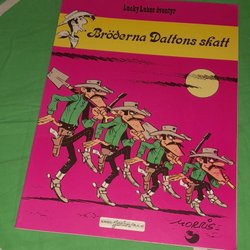 Lucky Lukes äventyr
Bröderna Daltons skatt
MORRIS